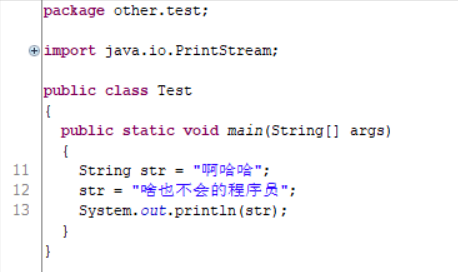 package other.test;
import java.io.PrintStream;
public class Test
{
public static void main(String[] args)
{
11 String str = "啊哈哈";
12 str = "啥也不会的程序员";
13 System.out.println(str);
}
}